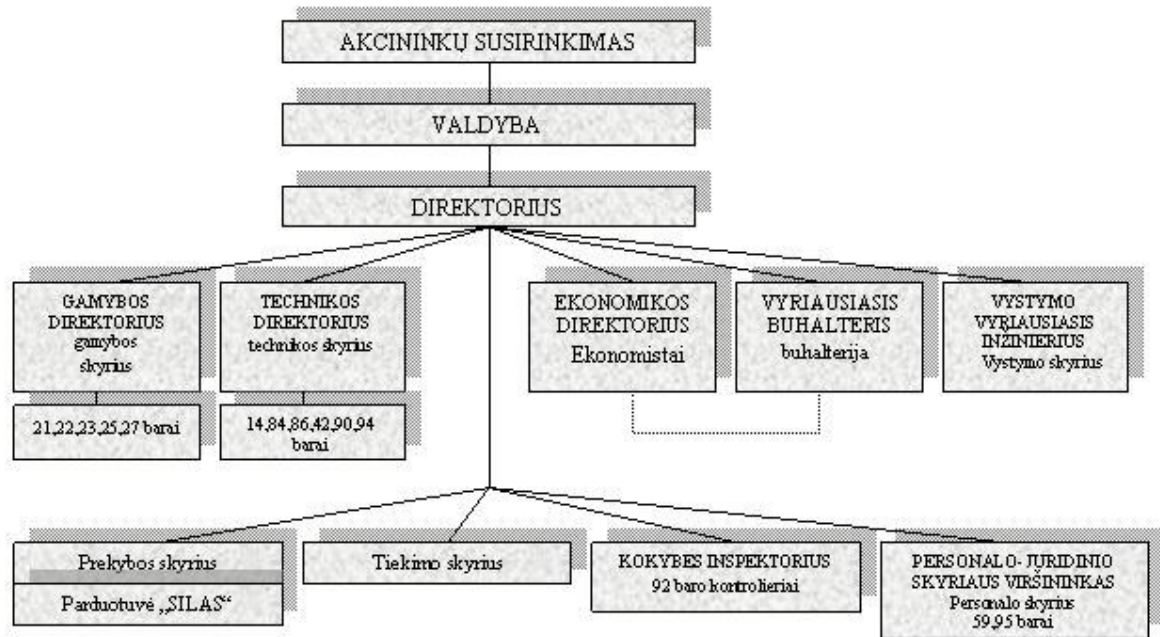 AKCININKŲ SUSIRINKIMAS
VALDYBA
DIREKTORIUS
GAMYBOS
DIREKTORIUS
gamybos
skyrius
TECHNIKOS
DIREKTORIUS
technikos skyrius
EKONOMIKOS
DIREKTORIUS
Ekonomistai
VYRIAUSIASIS
BUHALTERIS
buhalterija
VYSTYMO
VYRIAUSIASIS
INŽINIERIUS
Vystymo skyrius
21,22,23,25,27 barai
14,84,86,42,90,94
barai
Prekybos skyrius
Parduotuvė „SILAS“
Tiekimo skyrius
KOKYBĖS INSPEKTORIUS
92 baro kontrolieriai
PERSONALO- JURIDINIO
SKYRIAUS VIRŠININKAS
Personalo skyrius
59,95 barai